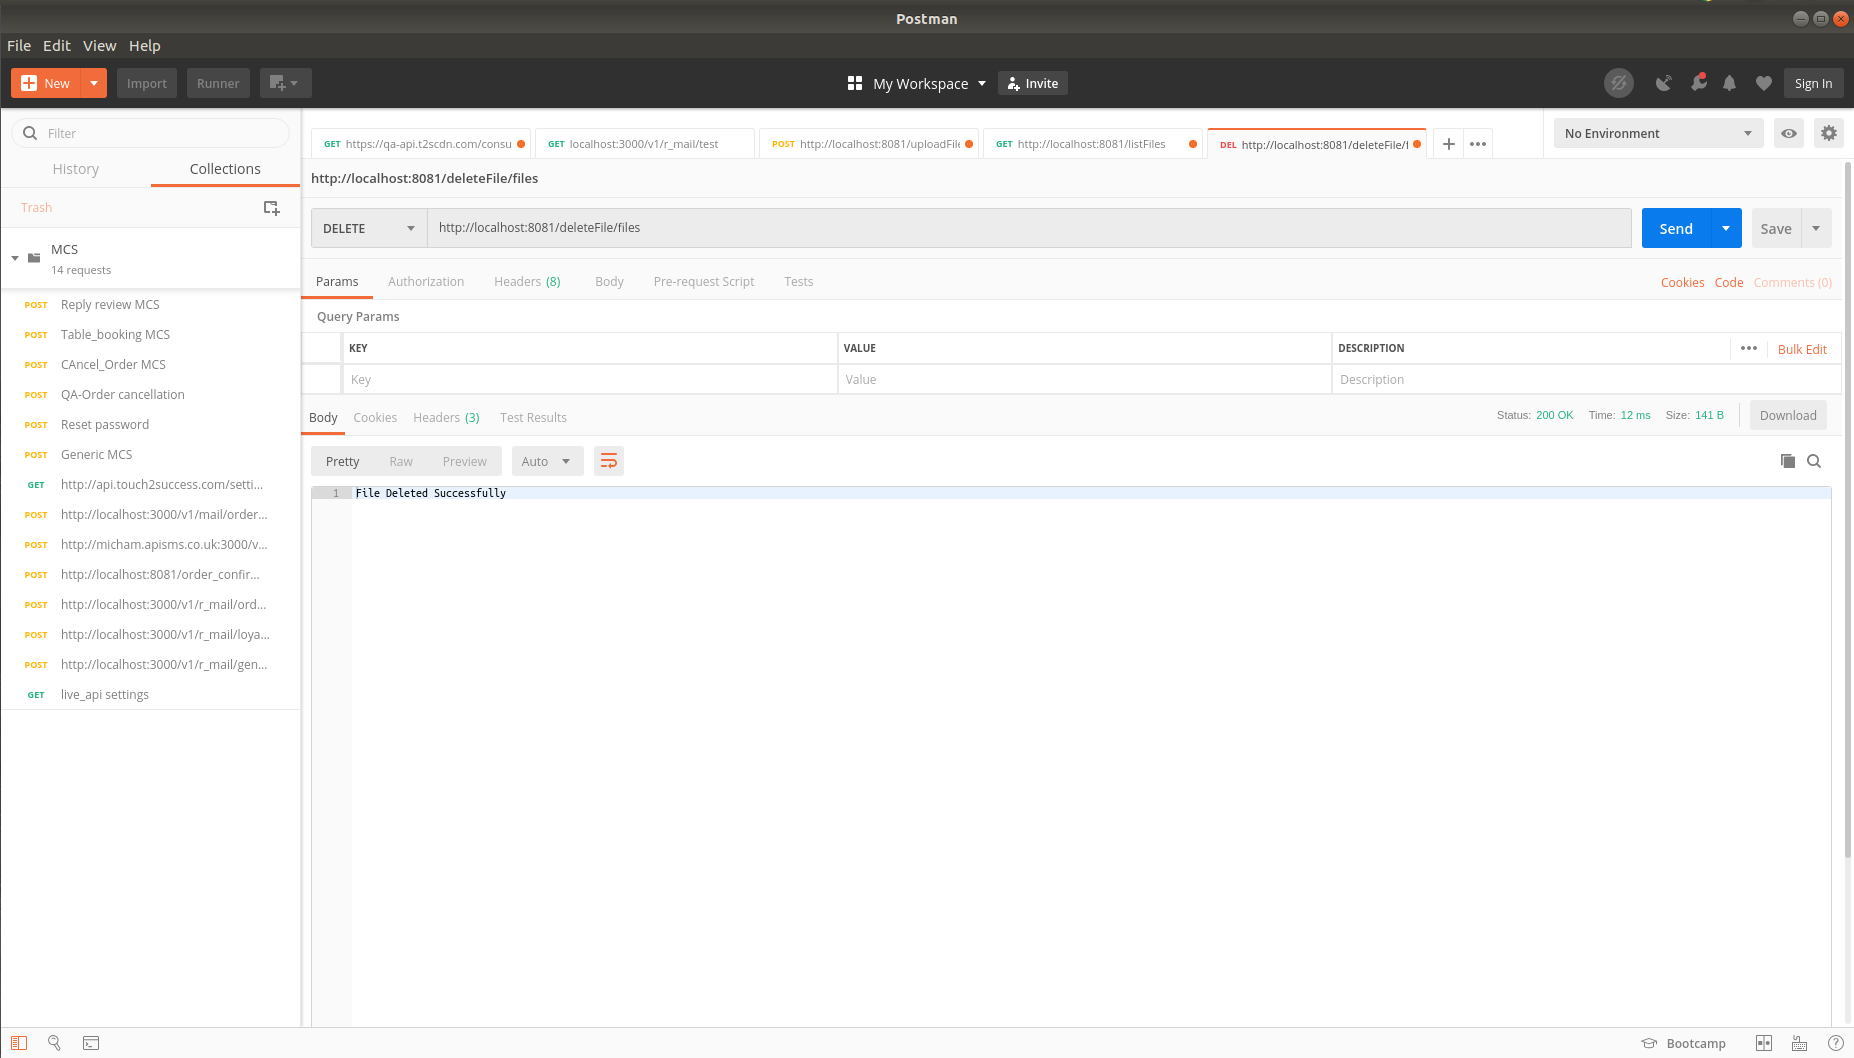 Postman
File Edit View Help
New Import Runner My Workspace Invite Sign In
Filter
History Collections
Trash
MCS
14 requests
POST Reply review MCS
POST Table_booking MCS
POST CAncel_Order MCS
POST QA-Order cancellation
POST Reset password
POST Generic MCS
GET http://api.touch2success.com/setti...
POST http://localhost:3000/v1/mail/order...
POST http://micham.apisms.co.uk:3000/v...
POST http://localhost:8081/order_confir...
POST http://localhost:3000/v1/r_mail/ord...
POST http://localhost:3000/v1/r_mail/loya...
POST http://localhost:3000/v1/r_mail/gen...
GET live_api settings
GET https://qa-api.t2scdn.com/consu GET localhost:3000/v1/r_mail/test POST http://localhost:8081/uploadFile GET http://localhost:8081/listFiles DEL http://localhost:8081/deleteFile/f
No Environment
http://localhost:8081/deleteFile/files
DELETE http://localhost:8081/deleteFile/files Send Save
Params Authorization Headers (8) Body Pre-request Script Tests Cookies Code Comments (0)
Query Params
KEY VALUE DESCRIPTION ••• Bulk Edit
Key Value Description
Body Cookies Headers (3) Test Results Status: 200 OK Time: 12 ms Size: 141 B Download
Pretty Raw Preview Auto
1 File Deleted Successfully
Bootcamp